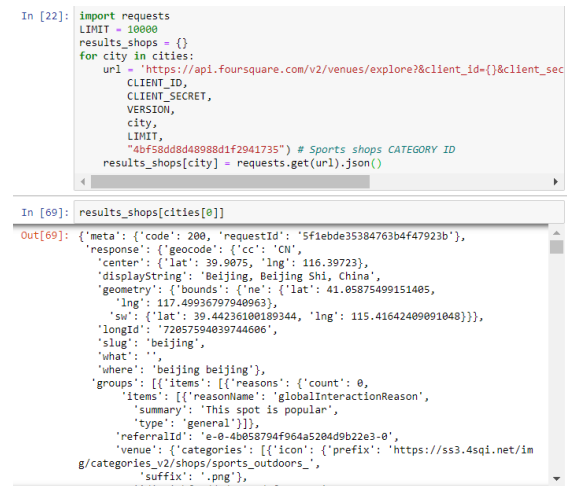 In [22]: import requests
LIMIT = 10000
results_shops = {}
for city in cities:
    url = 'https://api.foursquare.com/v2/venues/explore?&client_id={}&client_sec
        CLIENT_ID,
        CLIENT_SECRET,
        VERSION,
        city,
        LIMIT,
        "4bf58dd8d48988d1f2941735") # Sports shops CATEGORY ID
    results_shops[city] = requests.get(url).json()
In [69]: results_shops[cities[0]]
Out[69]: {'meta': {'code': 200, 'requestId': '5f1ebde35384763b4f47923b'},
 'response': {'geocode': {'cc': 'CN',
   'center': {'lat': 39.9075, 'lng': 116.39723},
   'displayString': 'Beijing, Beijing Shi, China',
   'geometry': {'bounds': {'ne': {'lat': 41.05875499151405,
      'lng': 117.49936797940963},
     'sw': {'lat': 39.44236100189344, 'lng': 115.41642409091048}}},
   'longId': '72057594039744606',
   'slug': 'beijing',
   'what': '',
   'where': 'beijing beijing'},
  'groups': [{'items': [{'reasons': {'count': 0,
       'items': [{'reasonName': 'globalInteractionReason',
         'summary': 'This spot is popular',
         'type': 'general'}]},
      'referralId': 'e-0-4b058794f964a5204d9b22e3-0',
      'venue': {'categories': [{'icon': {'prefix': 'https://ss3.4sqi.net/im
g/categories_v2/shops/sports_outdoors_',
          'suffix': '.png'},